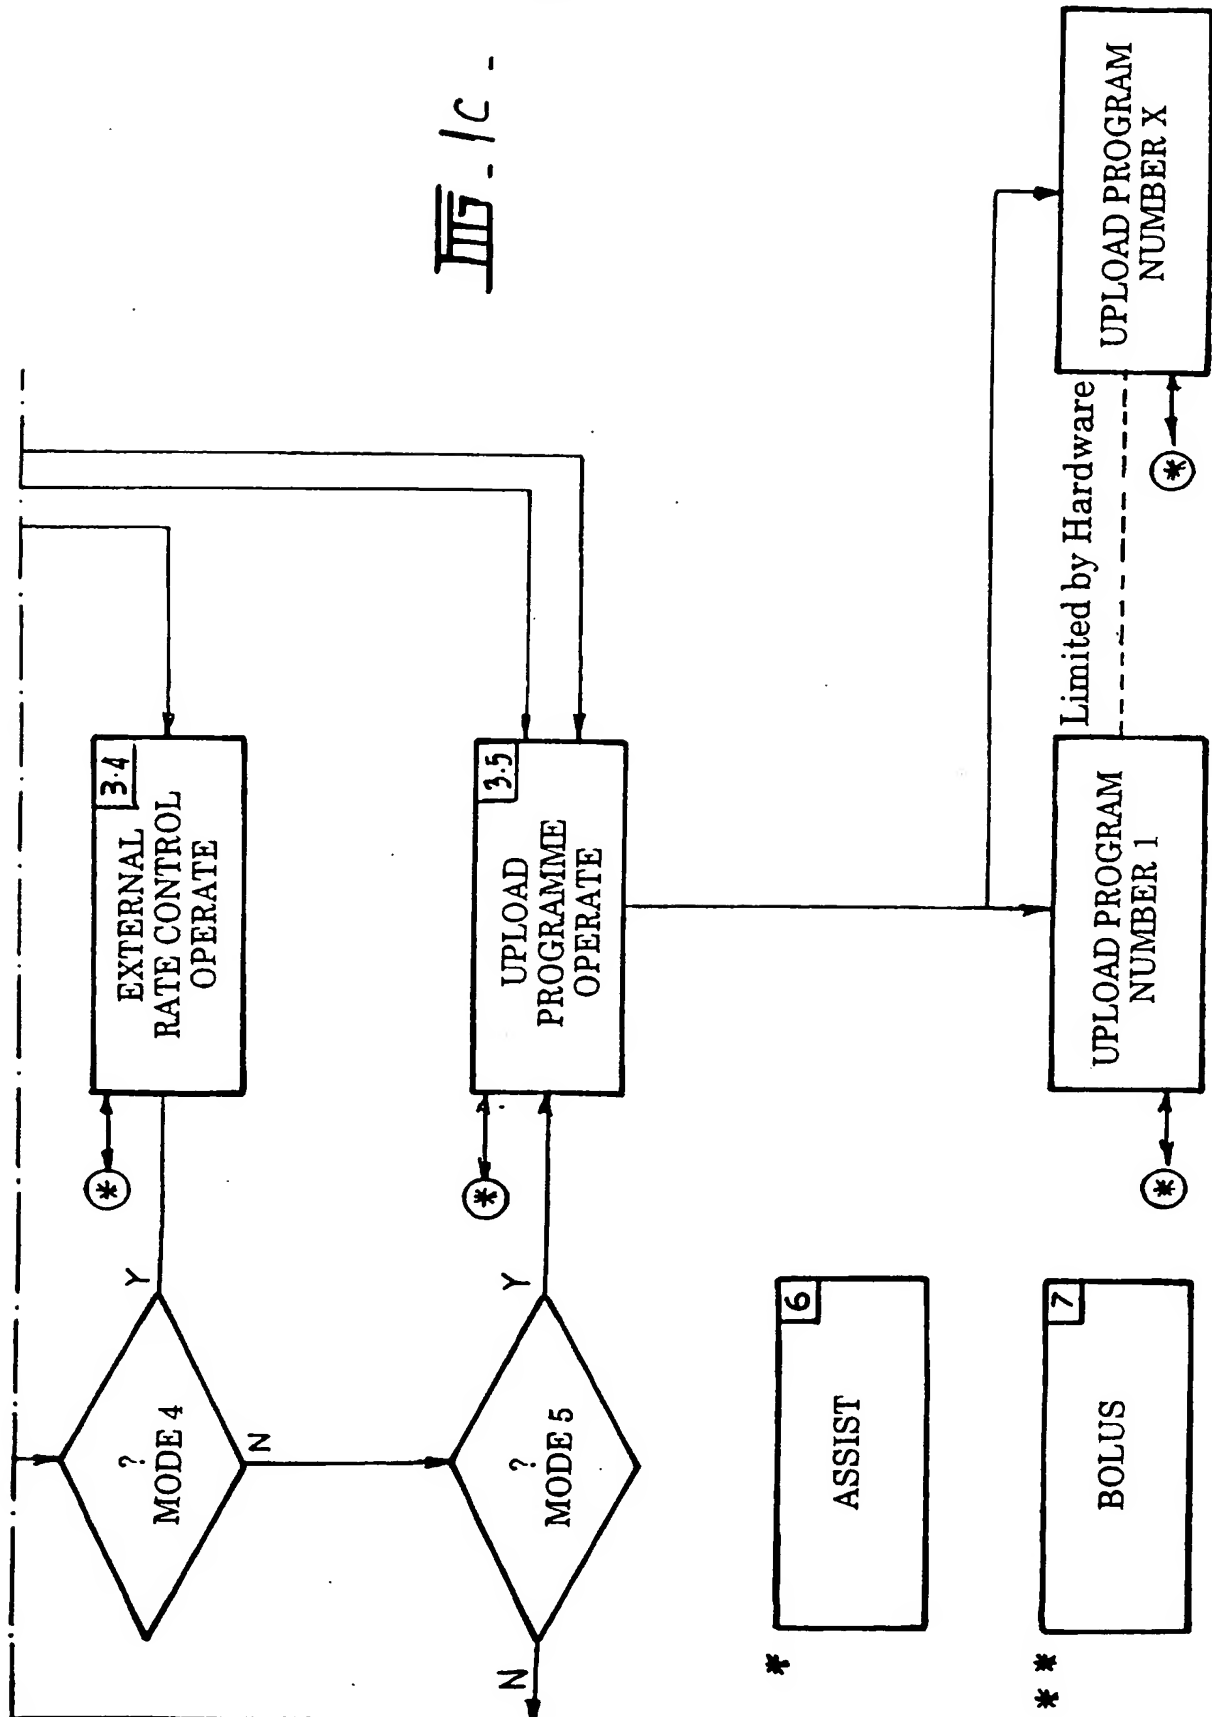 FIG-1C-
?
MODE 4
Y
N
*
EXTERNAL
RATE CONTROL
OPERATE
3.4
?
MODE 5
Y
N
*
UPLOAD
PROGRAMME
OPERATE
3.5
*
ASSIST
6
**
BOLUS
7
*
UPLOAD PROGRAM
NUMBER 1
Limited by Hardware
*
UPLOAD PROGRAM
NUMBER X